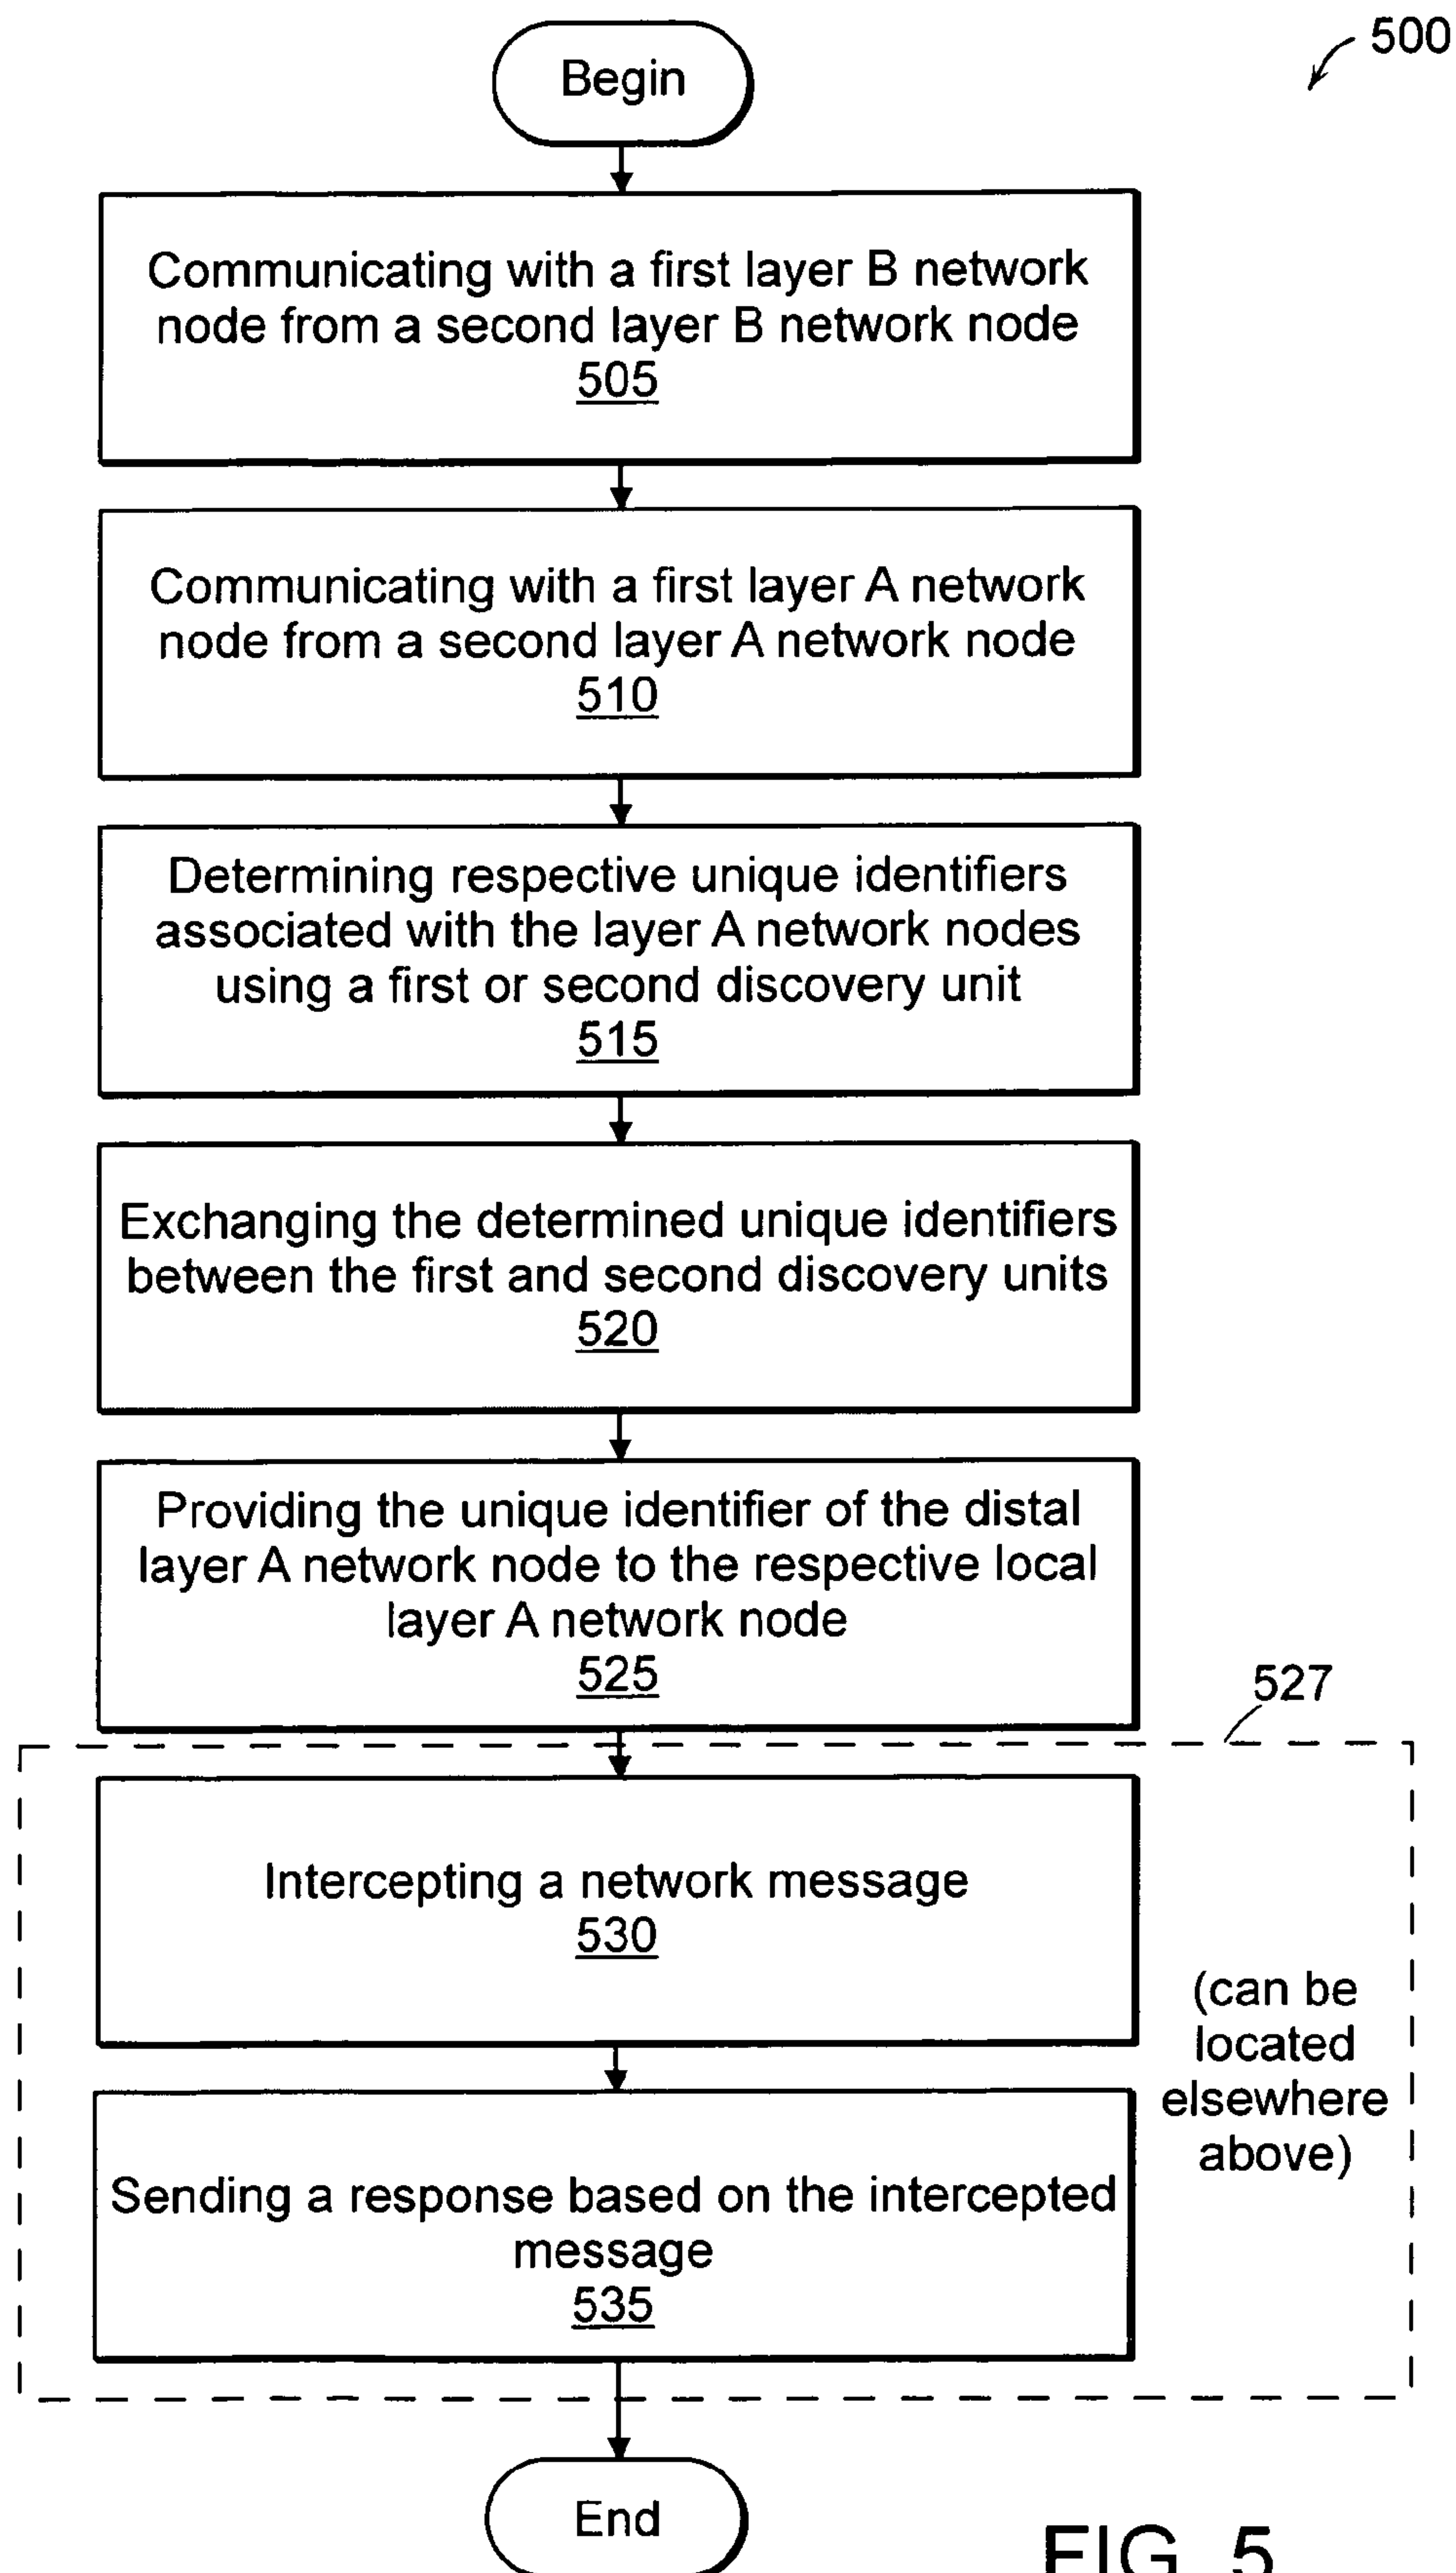 500
Begin
Communicating with a first layer B network
node from a second layer B network node
505
Communicating with a first layer A network
node from a second layer A network node
510
Determining respective unique identifiers
associated with the layer A network nodes
using a first or second discovery unit
515
Exchanging the determined unique identifiers
between the first and second discovery units
520
Providing the unique identifier of the distal
layer A network node to the respective local
layer A network node
525
527
Intercepting a network message
530
(can be
located
elsewhere
above)
Sending a response based on the intercepted
message
535
End
FIG. 5